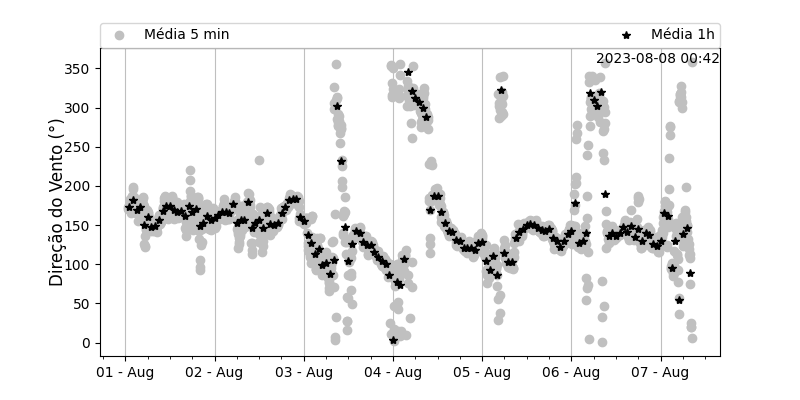 Média 5 min
Média 1h
2023-08-08 00:42
Direção do Vento (°)
350
300
250
200
150
100
50
0
01 - Aug
02 - Aug
03 - Aug
04 - Aug
05 - Aug
06 - Aug
07 - Aug